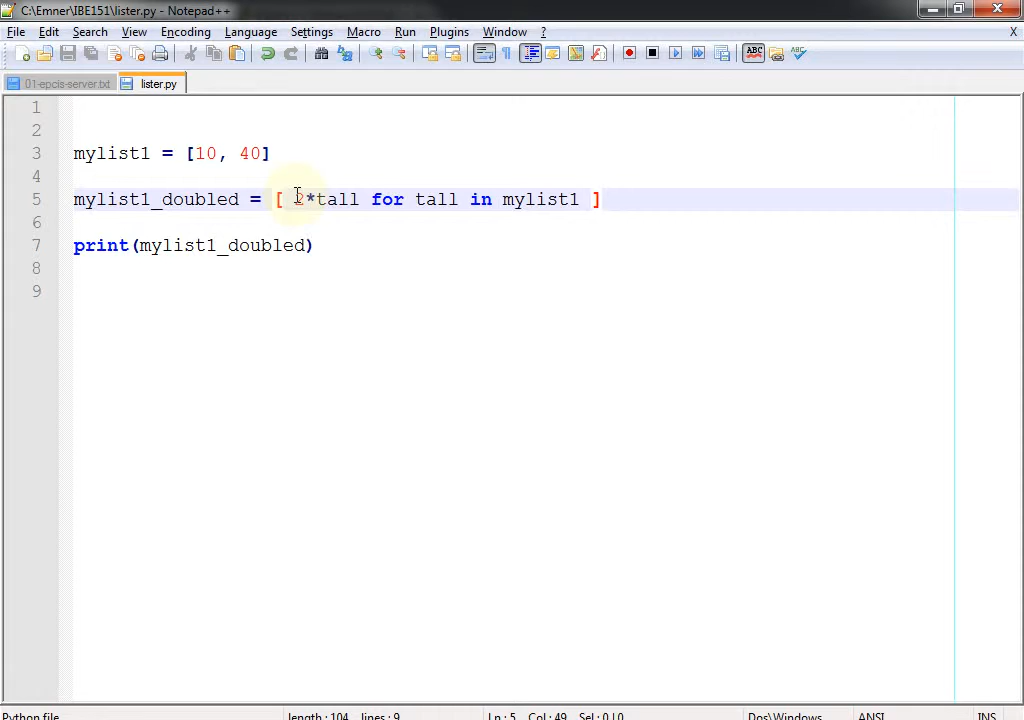 C:\Emner\IBE151\lister.py - Notepad++
File Edit Search View Encoding Language Settings Macro Run Plugins Window ? X
ABC ABC
01-epcis-server.txt lister.py
1
2
3 mylist1 = [10, 40]
4
5 mylist1_doubled = [ 2*tall for tall in mylist1 ]
6
7 print(mylist1_doubled)
8
9
Python file length : 104 lines : 9 Ln : 5 Col : 49 Sel : 0 | 0 Dos\Windows ANSI INS